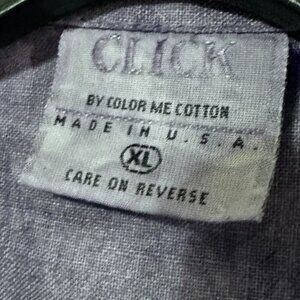 CLICK
BY COLOR ME COTTON
MADE IN U.S.A.
XL
CARE ON REVERSE